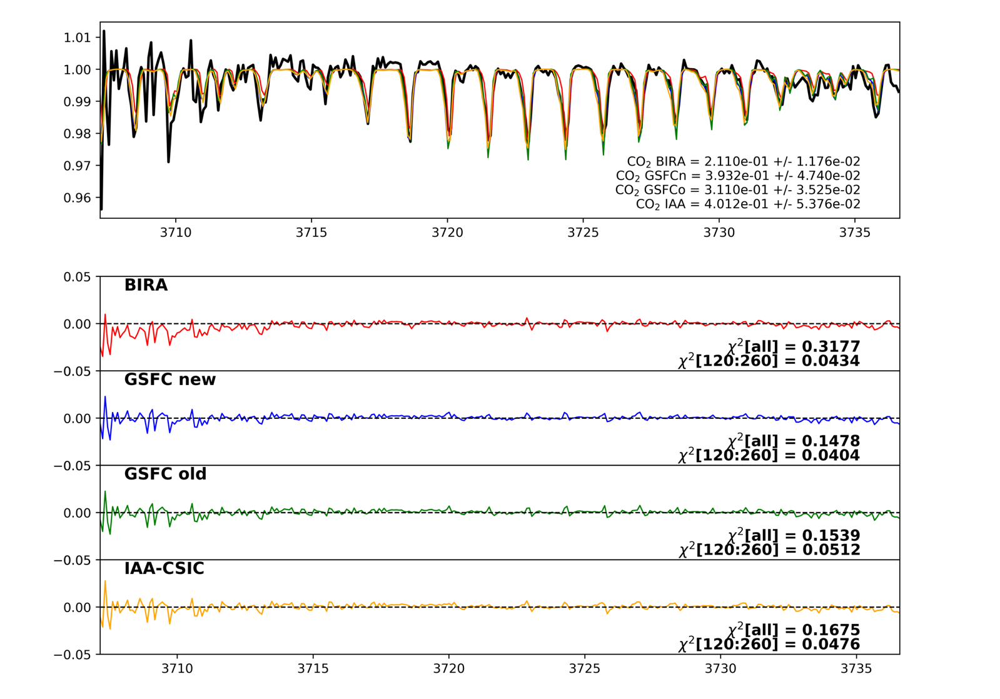 1.01
1.00
0.99
0.98
0.97
0.96
CO₂ BIRA = 2.110e-01 +/- 1.176e-02
CO₂ GSFCn = 3.932e-01 +/- 4.740e-02
CO₂ GSFCo = 3.110e-01 +/- 3.525e-02
CO₂ IAA = 4.012e-01 +/- 5.376e-02
3710 3715 3720 3725 3730 3735
0.05
BIRA
0.00
χ²[all] = 0.3177
χ²[120:260] = 0.0434
−0.05
GSFC new
0.00
χ²[all] = 0.1478
χ²[120:260] = 0.0404
−0.05
GSFC old
0.00
χ²[all] = 0.1539
χ²[120:260] = 0.0512
−0.05
IAA-CSIC
0.00
χ²[all] = 0.1675
χ²[120:260] = 0.0476
−0.05
3710 3715 3720 3725 3730 3735